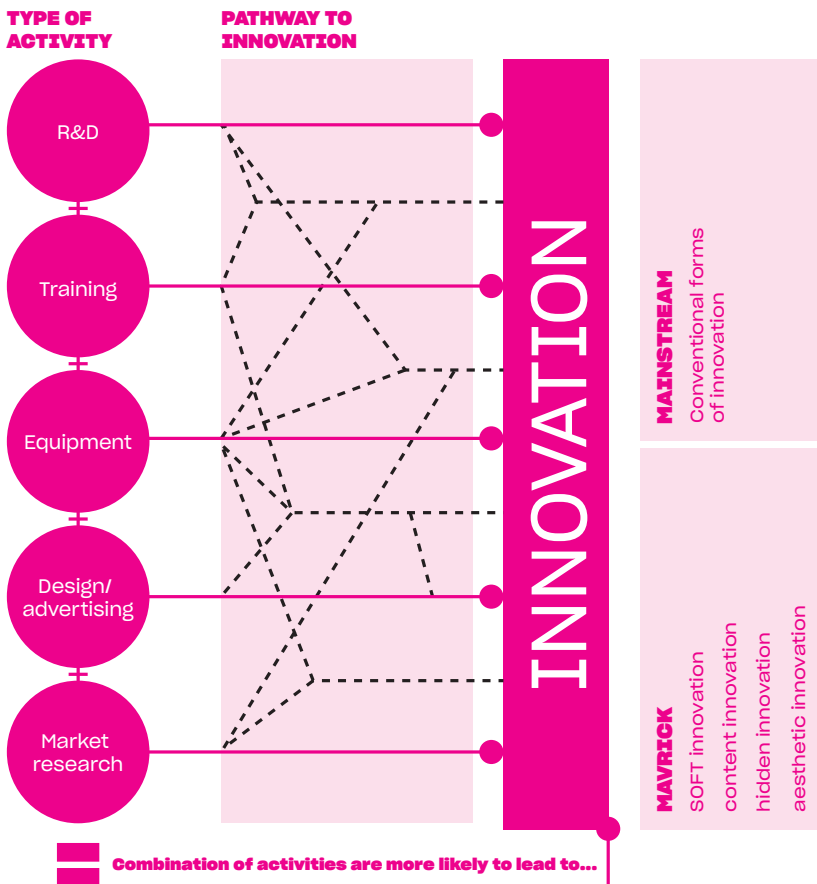 TYPE OF
ACTIVITY
PATHWAY TO
INNOVATION
R&D
Training
Equipment
Design/
advertising
Market
research
INNOVATION
MAINSTREAM
Conventional forms
of innovation
MAVRICK
SOFT innovation
content innovation
hidden innovation
aesthetic innovation
Combination of activities are more likely to lead to...